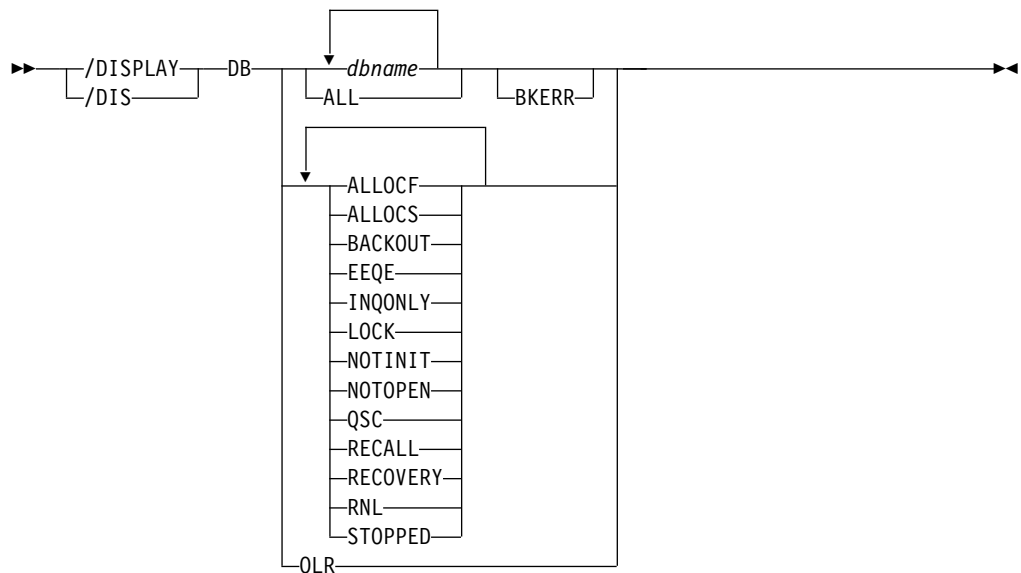 /DISPLAY DB dbname
/DIS ALL BKERR
ALLOCF
ALLOCS
BACKOUT
EEQE
INQONLY
LOCK
NOTINIT
NOTOPEN
QSC
RECALL
RECOVERY
RNL
STOPPED
OLR